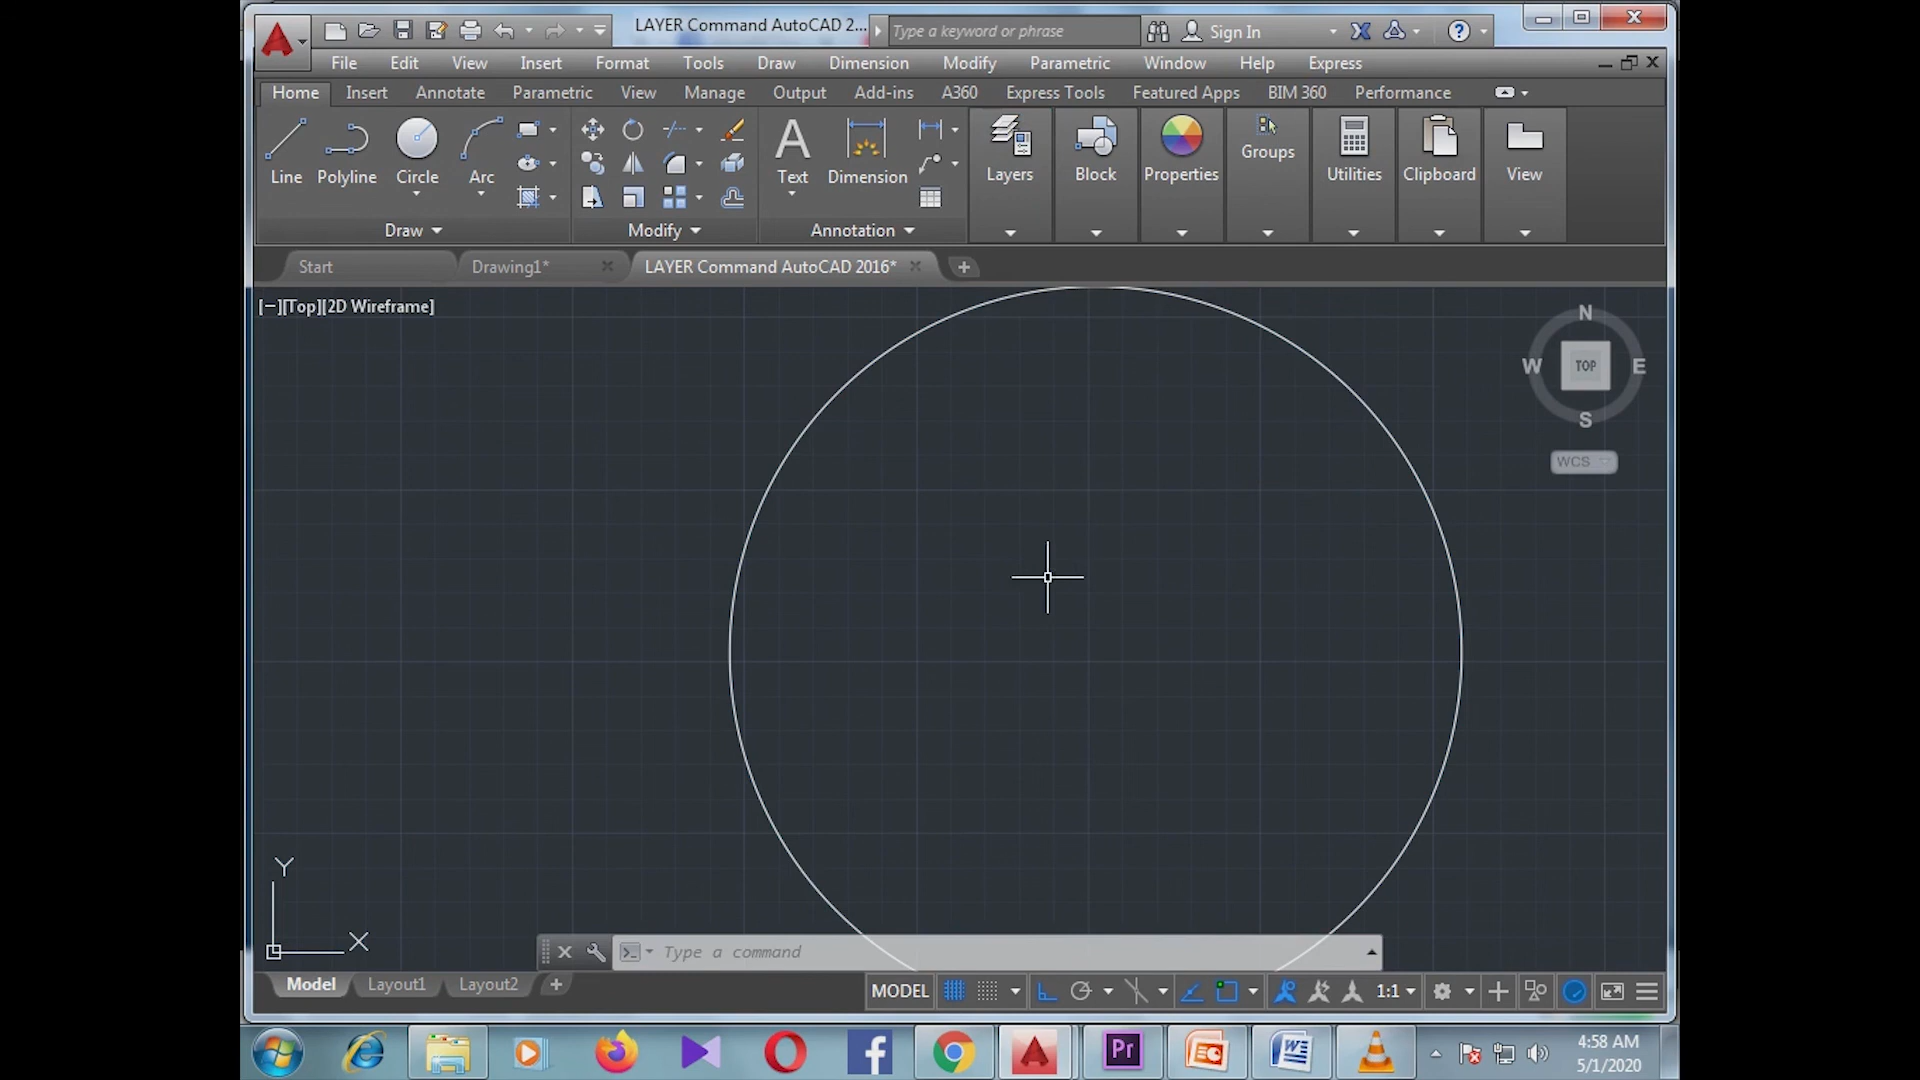 LAYER Command AutoCAD 2...
Type a keyword or phrase
Sign In
File Edit View Insert Format Tools Draw Dimension Modify Parametric Window Help Express
Home Insert Annotate Parametric View Manage Output Add-ins A360 Express Tools Featured Apps BIM 360 Performance
Line Polyline Circle Arc Text Dimension Layers Block Properties Groups Utilities Clipboard View
Draw Modify Annotation
Start Drawing1* LAYER Command AutoCAD 2016*
[−][Top][2D Wireframe]
N
W TOP E
S
WCS
Y
X
Type a command
Model Layout1 Layout2
MODEL 1:1
Pr
4:58 AM
5/1/2020